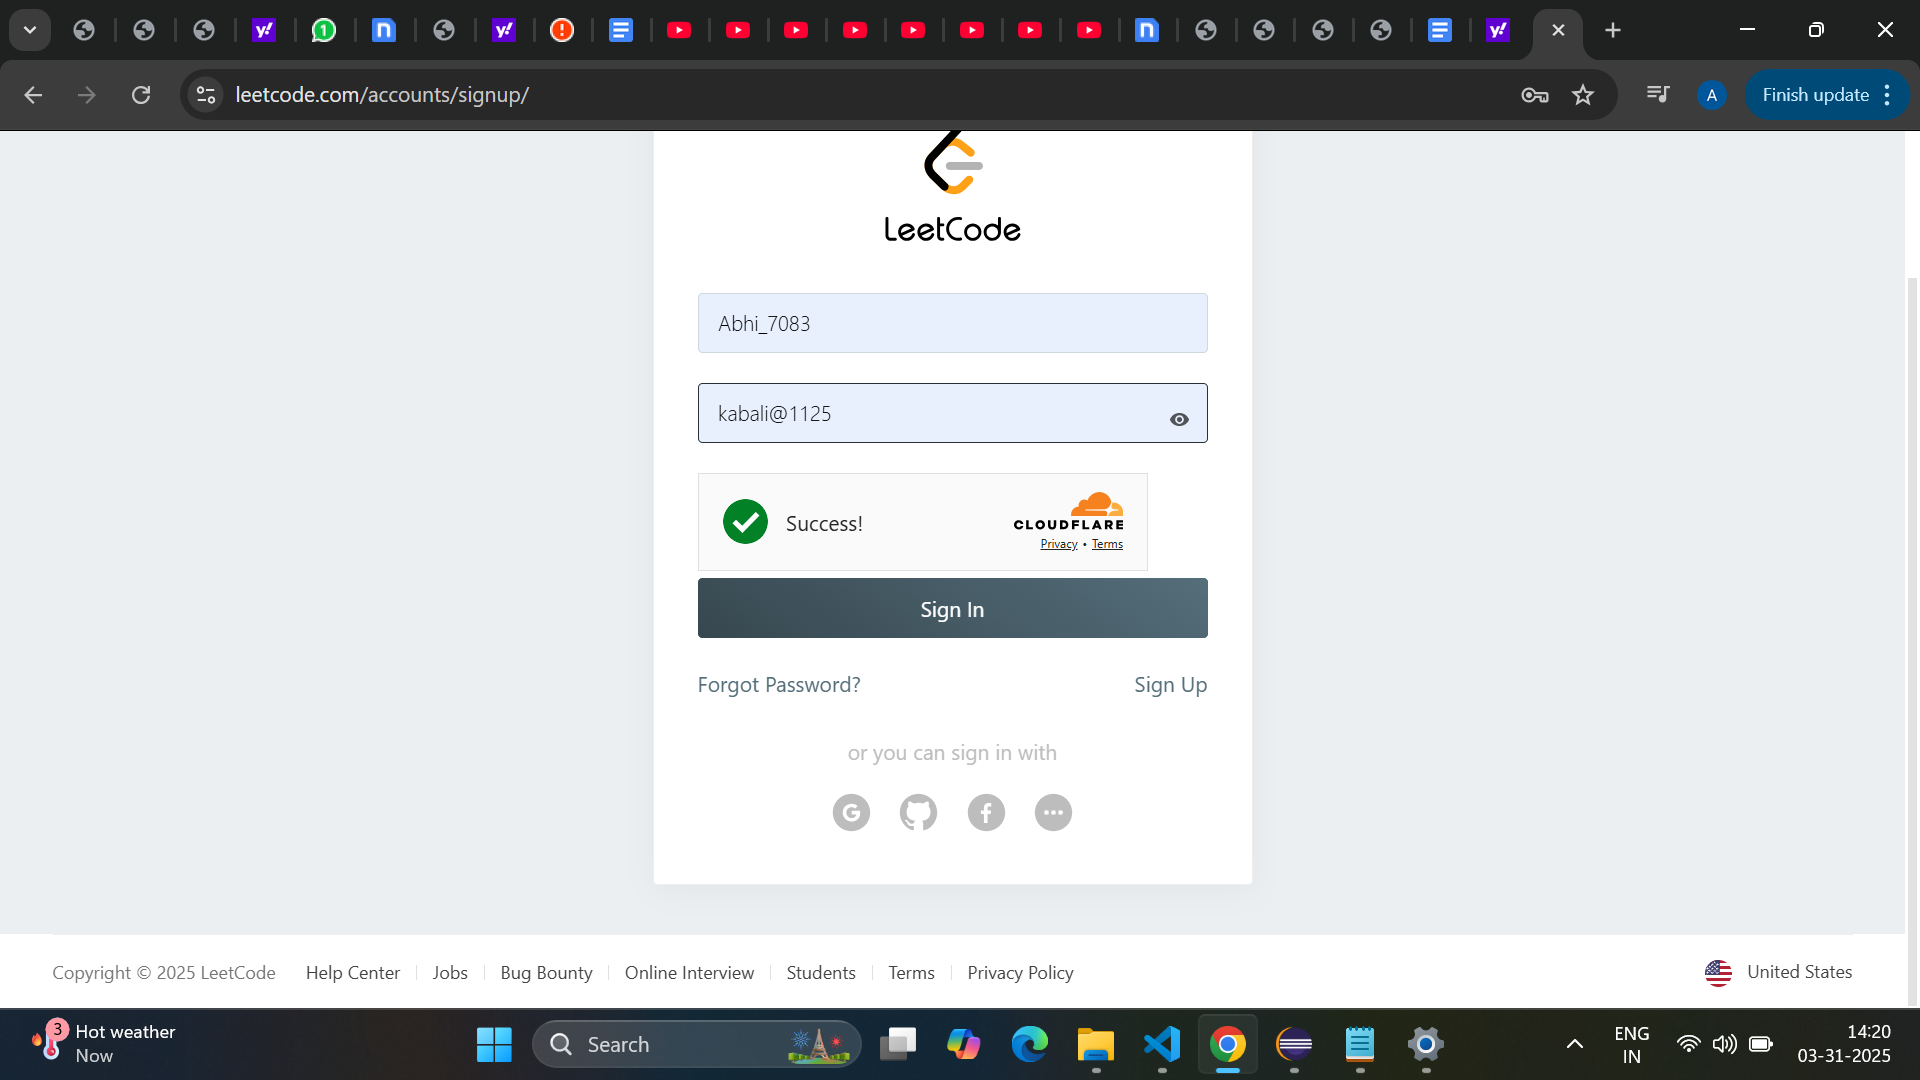 leetcode.com/accounts/signup/
A
Finish update
LeetCode
Abhi_7083
kabali@1125
Success!
CLOUDFLARE
Privacy • Terms
Sign In
Forgot Password?
Sign Up
or you can sign in with
Copyright © 2025 LeetCode
Help Center
Jobs
Bug Bounty
Online Interview
Students
Terms
Privacy Policy
United States
3
Hot weather
Now
Search
ENG
IN
14:20
03-31-2025